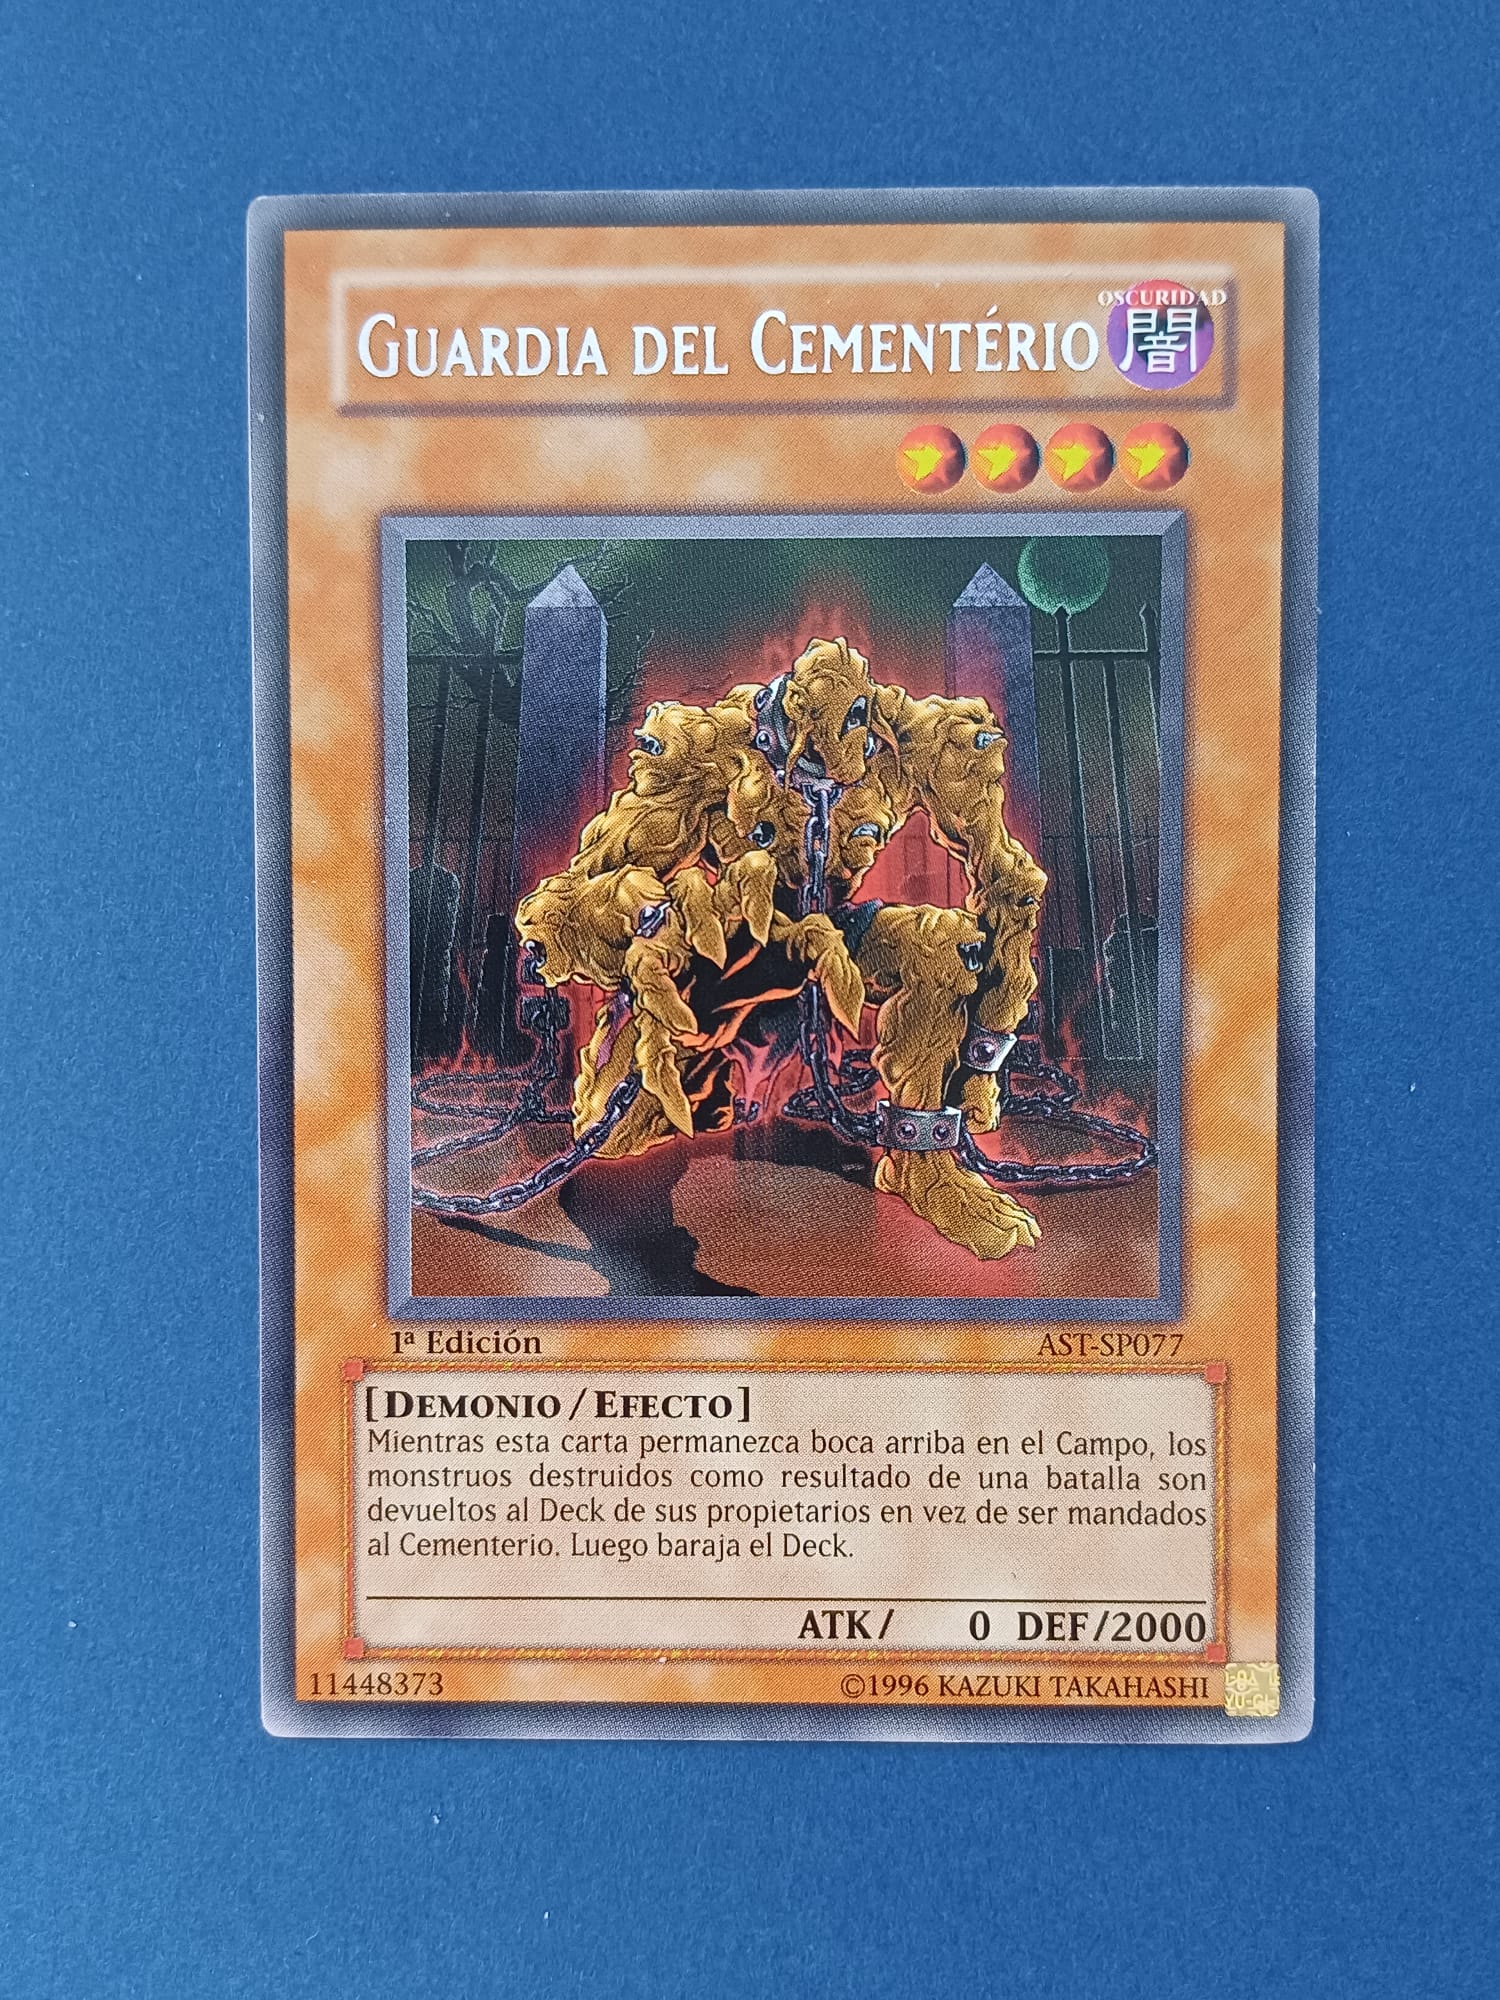 GUARDIA DEL CEMENTÉRIO
OSCURIDAD
闇
1ª Edición
AST-SP077
[DEMONIO/EFECTO]
Mientras esta carta permanezca boca arriba en el Campo, los
monstruos destruidos como resultado de una batalla son
devueltos al Deck de sus propietarios en vez de ser mandados
al Cementerio. Luego baraja el Deck.
ATK/ 0 DEF/2000
11448373
©1996 KAZUKI TAKAHASHI